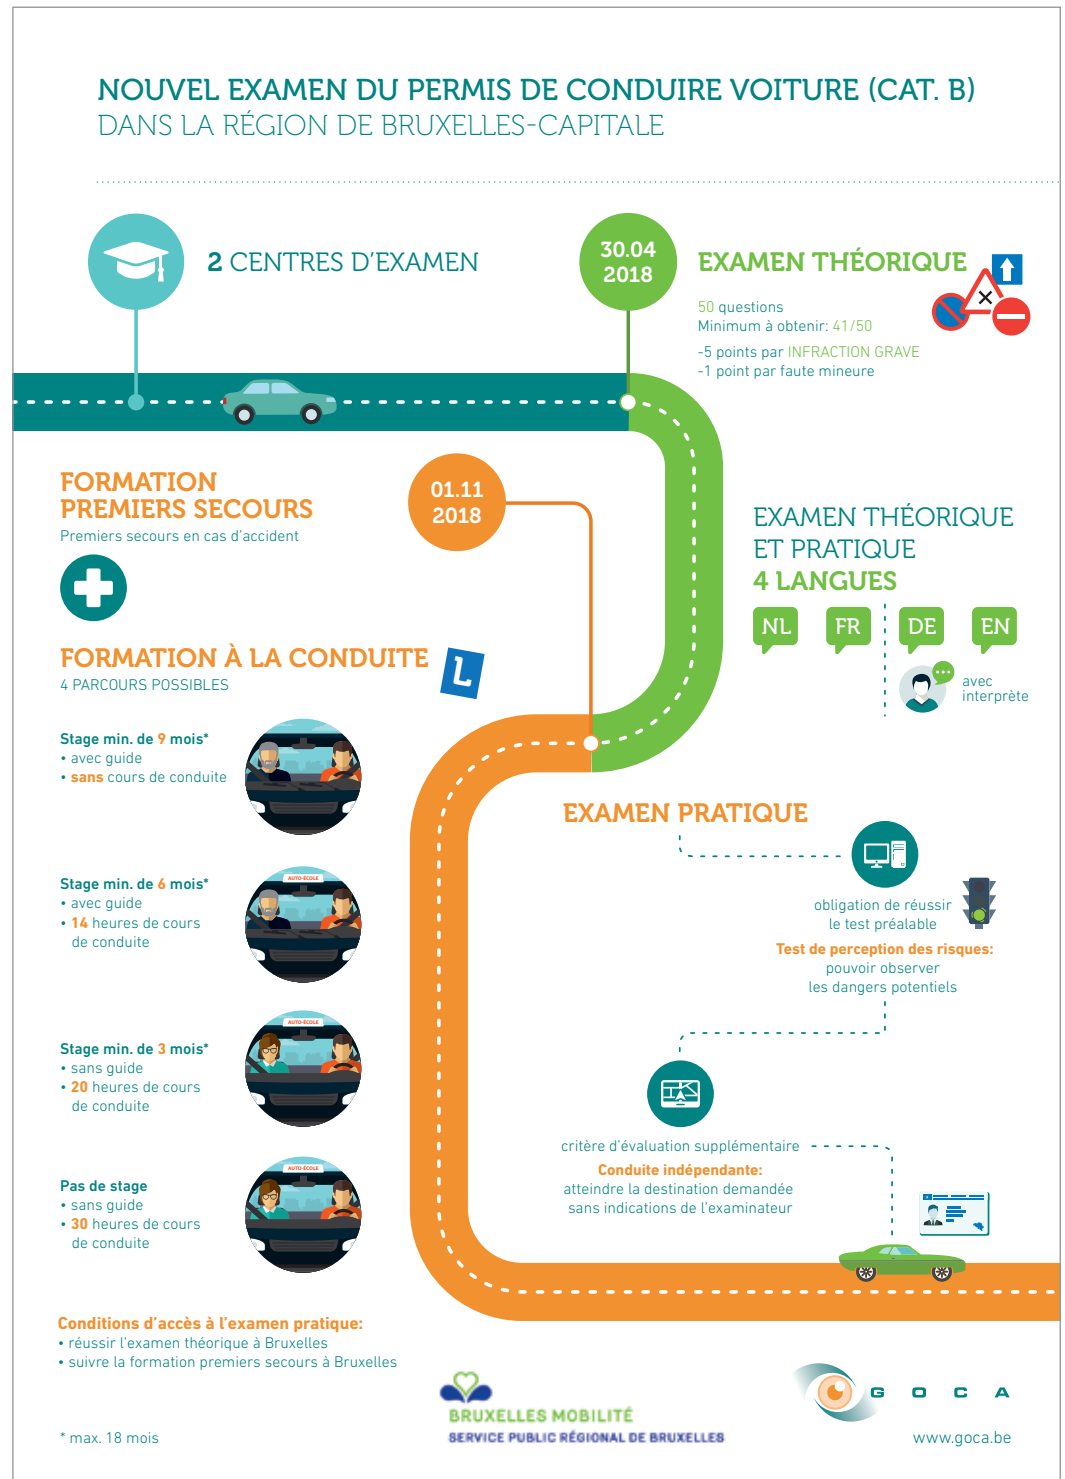 NOUVEL EXAMEN DU PERMIS DE CONDUIRE VOITURE (CAT. B)
DANS LA RÉGION DE BRUXELLES-CAPITALE
2 CENTRES D'EXAMEN
30.04
2018
EXAMEN THÉORIQUE
50 questions
Minimum à obtenir: 41/50
-5 points par INFRACTION GRAVE
-1 point par faute mineure
FORMATION
PREMIERS SECOURS
Premiers secours en cas d'accident
01.11
2018
EXAMEN THÉORIQUE
ET PRATIQUE
4 LANGUES
NL
FR
DE
EN
avec
interprète
FORMATION À LA CONDUITE
L
4 PARCOURS POSSIBLES
Stage min. de 9 mois*
• avec guide
• sans cours de conduite
Stage min. de 6 mois*
• avec guide
• 14 heures de cours
de conduite
AUTO-ÉCOLE
Stage min. de 3 mois*
• sans guide
• 20 heures de cours
de conduite
AUTO-ÉCOLE
Pas de stage
• sans guide
• 30 heures de cours
de conduite
AUTO-ÉCOLE
EXAMEN PRATIQUE
obligation de réussir
le test préalable
Test de perception des risques:
pouvoir observer
les dangers potentiels
critère d'évaluation supplémentaire
Conduite indépendante:
atteindre la destination demandée
sans indications de l'examinateur
Conditions d'accès à l'examen pratique:
• réussir l'examen théorique à Bruxelles
• suivre la formation premiers secours à Bruxelles
* max. 18 mois
BRUXELLES MOBILITÉ
SERVICE PUBLIC RÉGIONAL DE BRUXELLES
GOCA
www.goca.be